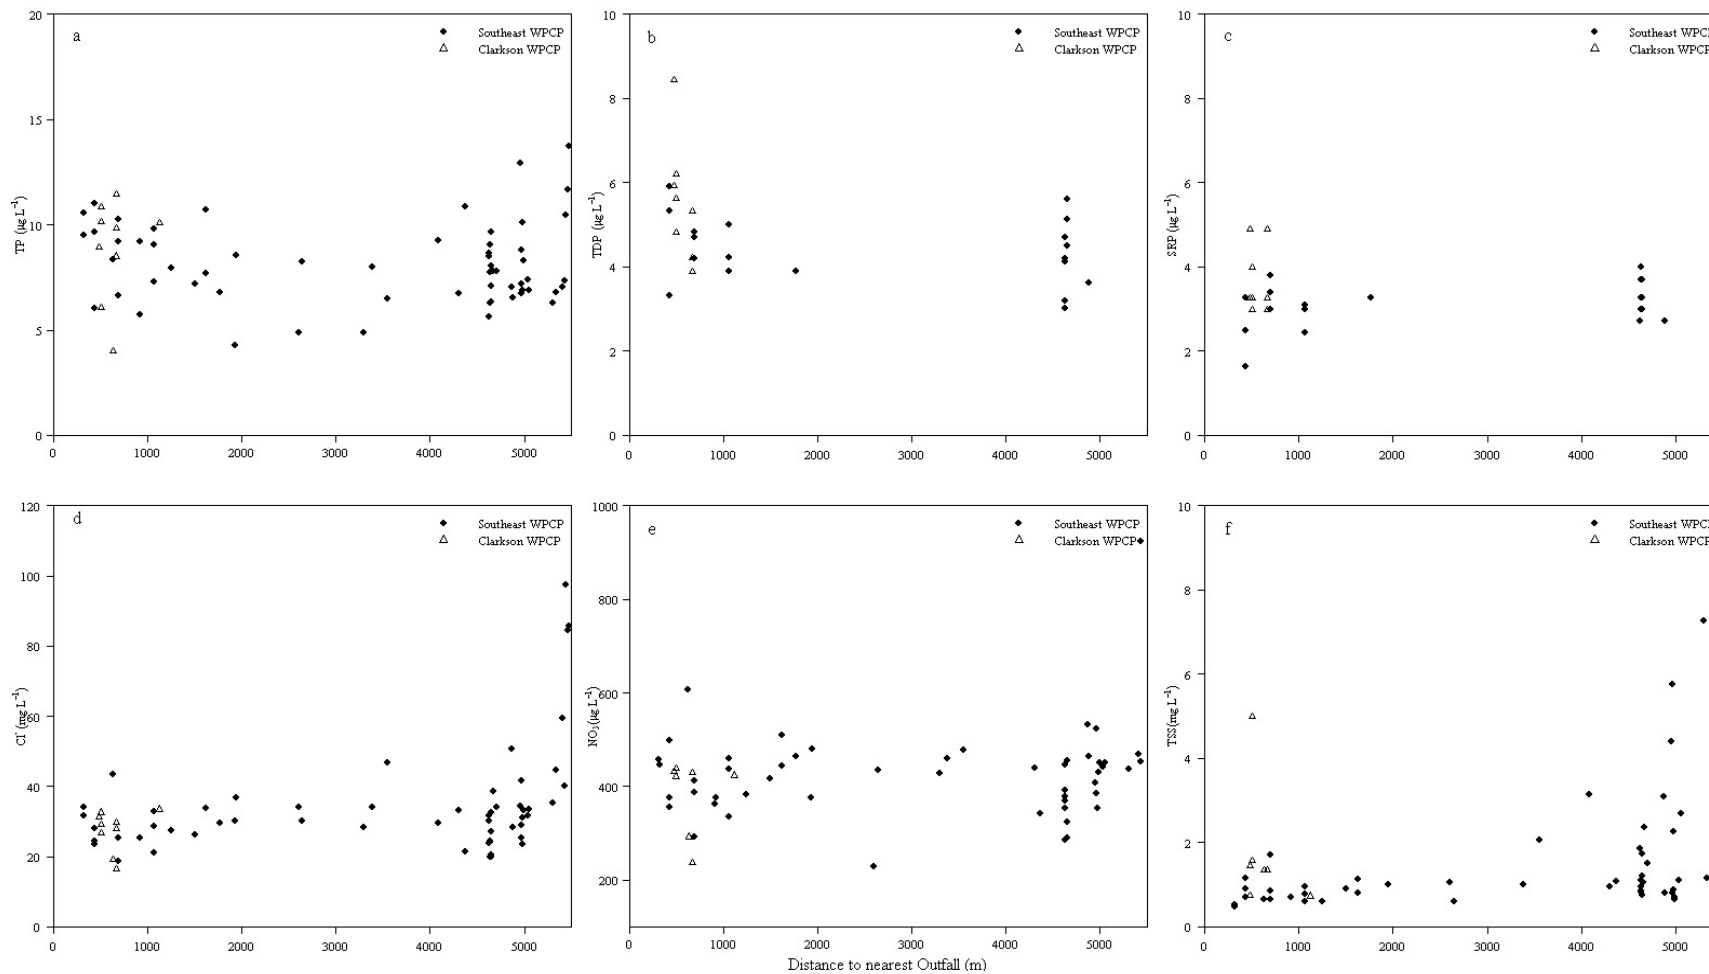 20
15
10
5
0
TP (µg L⁻¹)
a
Southeast WPCP
Clarkson WPCP
0 1000 2000 3000 4000 5000
10
8
6
4
2
0
TDP (µg L⁻¹)
b
Southeast WPCP
Clarkson WPCP
0 1000 2000 3000 4000 5000
10
8
6
4
2
0
SRP (µg L⁻¹)
c
Southeast WPCP
Clarkson WPCP
0 1000 2000 3000 4000 5000
120
100
80
60
40
20
0
Cl⁻ (mg L⁻¹)
d
Southeast WPCP
Clarkson WPCP
0 1000 2000 3000 4000 5000
1000
800
600
400
200
NO₃(µg L⁻¹)
e
Southeast WPCP
Clarkson WPCP
0 1000 2000 3000 4000 5000
10
8
6
4
2
0
TSS(mg L⁻¹)
f
Southeast WPCP
Clarkson WPCP
0 1000 2000 3000 4000 5000
Distance to nearest Outfall (m)